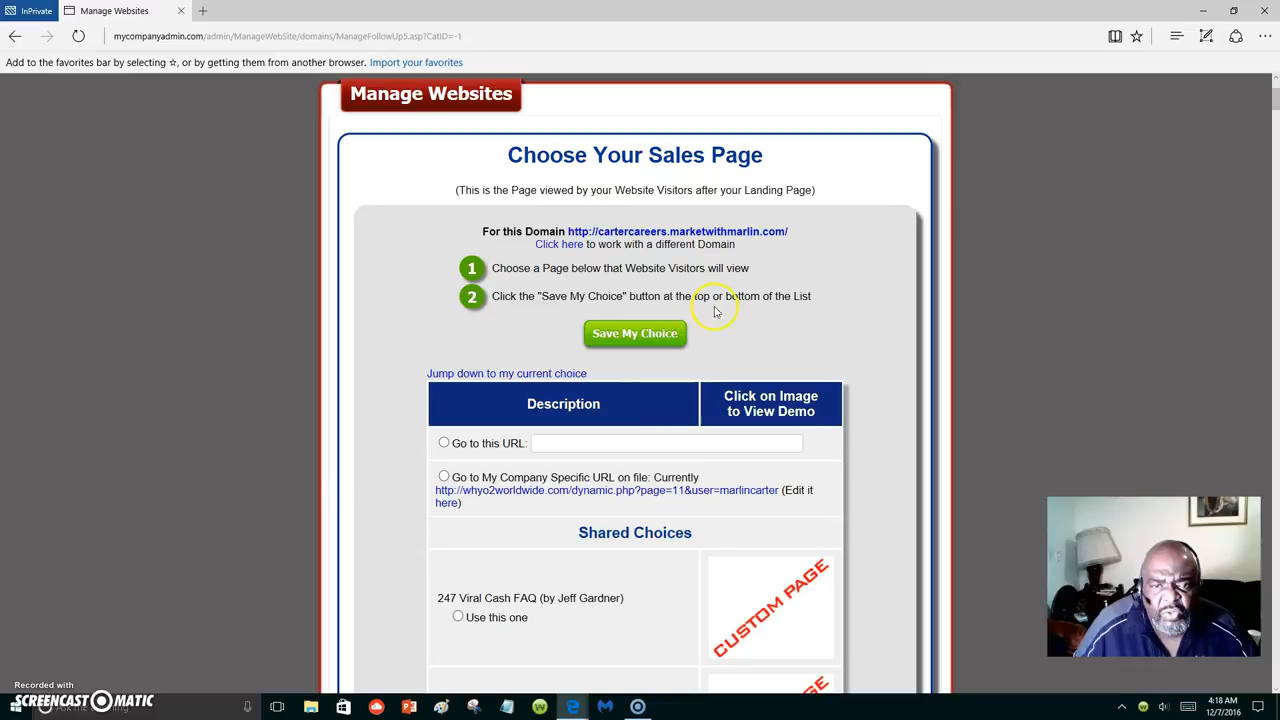 InPrivate
Manage Websites
mycompanyadmin.com/admin/ManageWebSite/domains/ManageFollowUp5.asp?CatID=-1
Add to the favorites bar by selecting ☆, or by getting them from another browser. Import your favorites
Manage Websites
Choose Your Sales Page
(This is the Page viewed by your Website Visitors after your Landing Page)
For this Domain http://cartercareers.marketwithmarlin.com/
Click here to work with a different Domain
1 Choose a Page below that Website Visitors will view
2 Click the "Save My Choice" button at the top or bottom of the List
Save My Choice
Jump down to my current choice
Description
Click on Image
to View Demo
Go to this URL:
Go to My Company Specific URL on file: Currently
http://whyo2worldwide.com/dynamic.php?page=11&user=marlincarter (Edit it
here)
Shared Choices
247 Viral Cash FAQ (by Jeff Gardner)
Use this one
CUSTOM PAGE
Recorded with
SCREENCAST MATIC
4:18 AM
12/7/2016